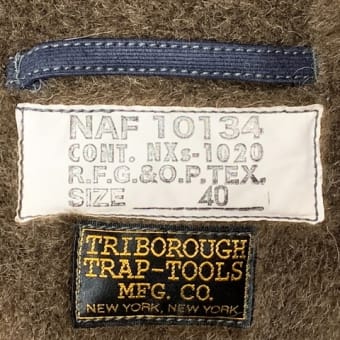 NAF 10134
CONT. NXs-1020
R.F.G.&O.P.TEX.
SIZE 40
TRIBOROUGH
TRAP-TOOLS
MFG. CO.
NEW YORK, NEW YORK